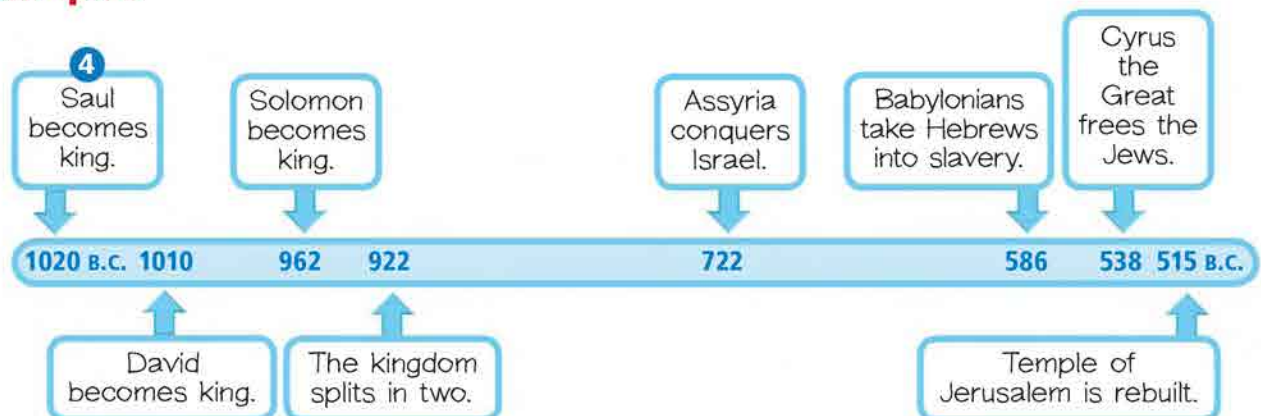 4
Saul
becomes
king.
Solomon
becomes
king.
Assyria
conquers
Israel.
Babylonians
take Hebrews
into slavery.
Cyrus
the
Great
frees the
Jews.
1020 B.C. 1010 962 922 722 586 538 515 B.C.
David
becomes king.
The kingdom
splits in two.
Temple of
Jerusalem is rebuilt.